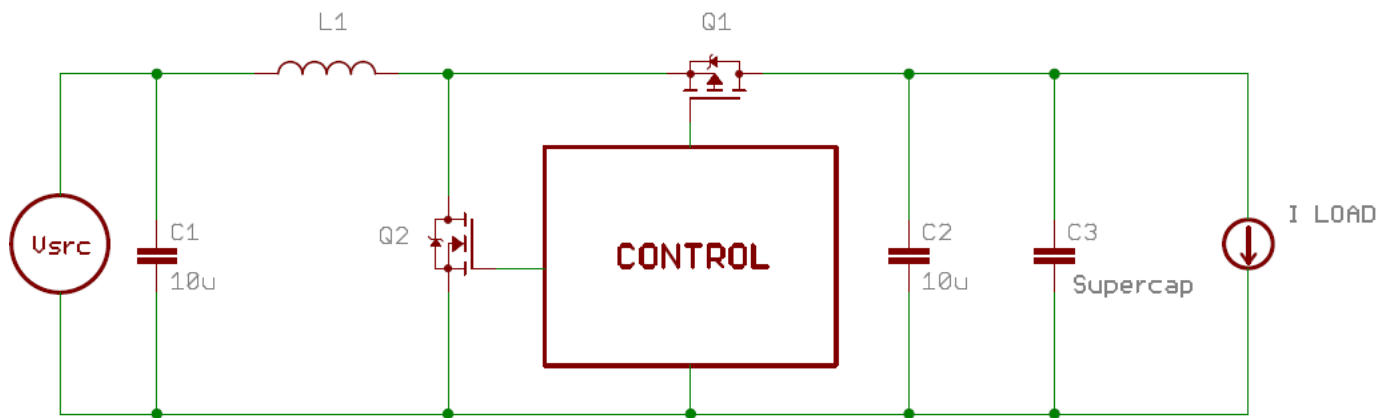 L1
Q1
Vsrc
C1
10u
Q2
CONTROL
C2
10u
C3
Supercap
I LOAD